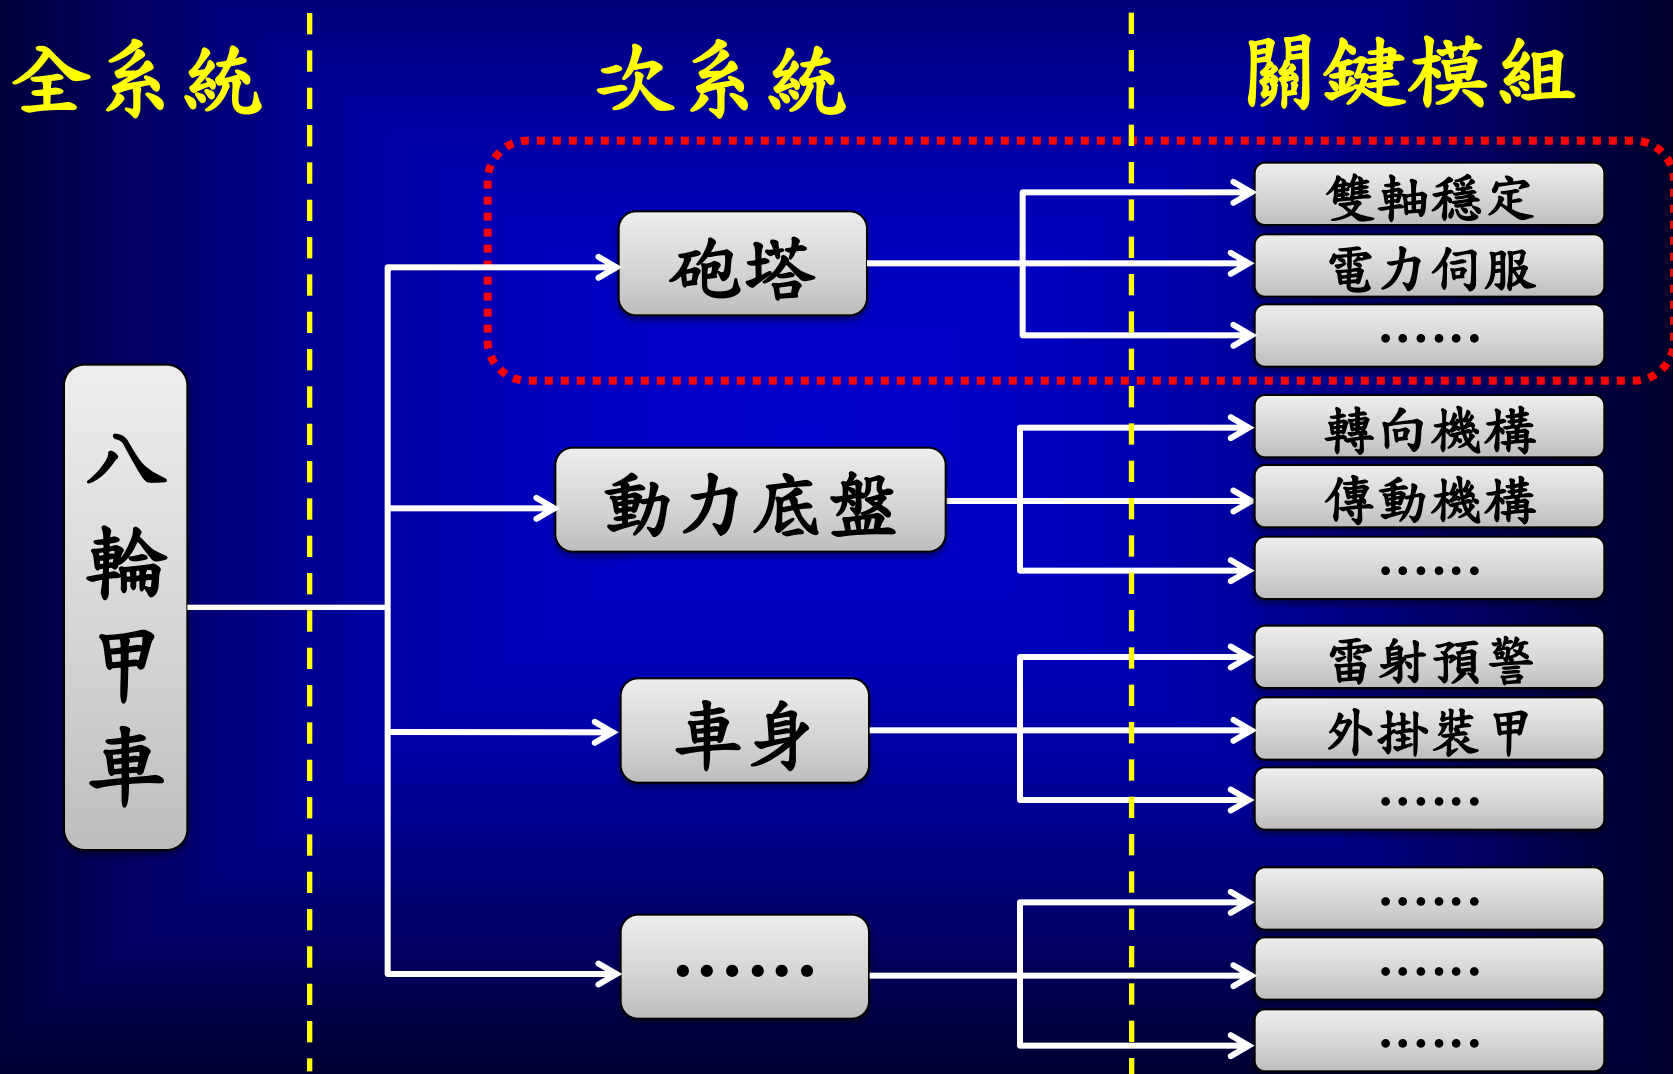 全系統
次系統
關鍵模組
八輪甲車
砲塔
雙軸穩定
電力伺服
……
動力底盤
轉向機構
傳動機構
……
車身
雷射預警
外掛裝甲
……
……
……
……
……